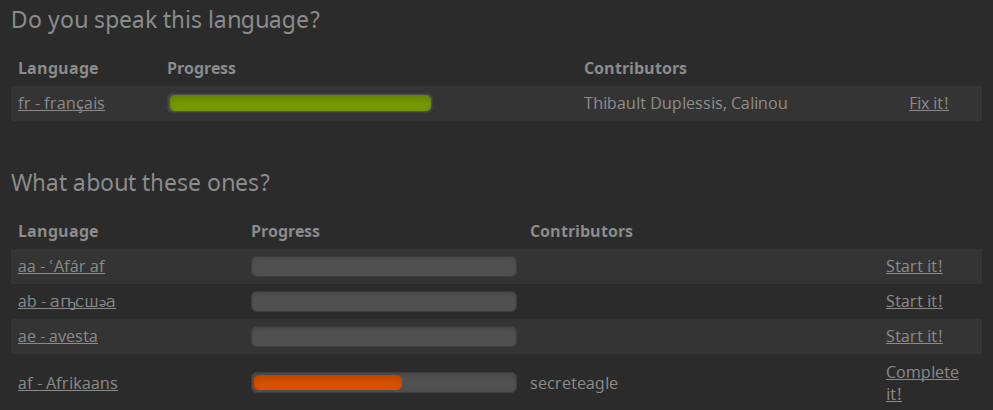 Do you speak this language?
Language Progress Contributors
fr - français Thibault Duplessis, Calinou Fix it!
What about these ones?
Language Progress Contributors
aa - ʿAfár af Start it!
ab - аҧсшәа Start it!
ae - avesta Start it!
af - Afrikaans secreteagle Complete it!